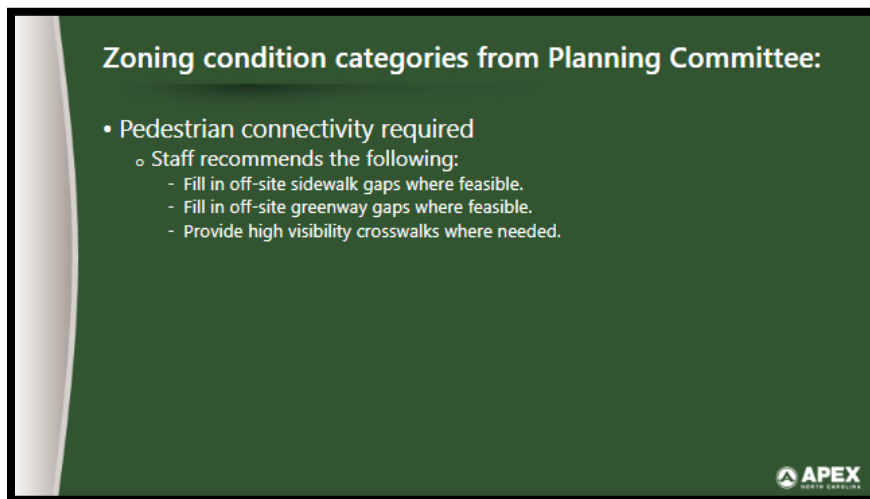 Zoning condition categories from Planning Committee:
• Pedestrian connectivity required
o Staff recommends the following:
- Fill in off-site sidewalk gaps where feasible.
- Fill in off-site greenway gaps where feasible.
- Provide high visibility crosswalks where needed.
APEX
NORTH CAROLINA